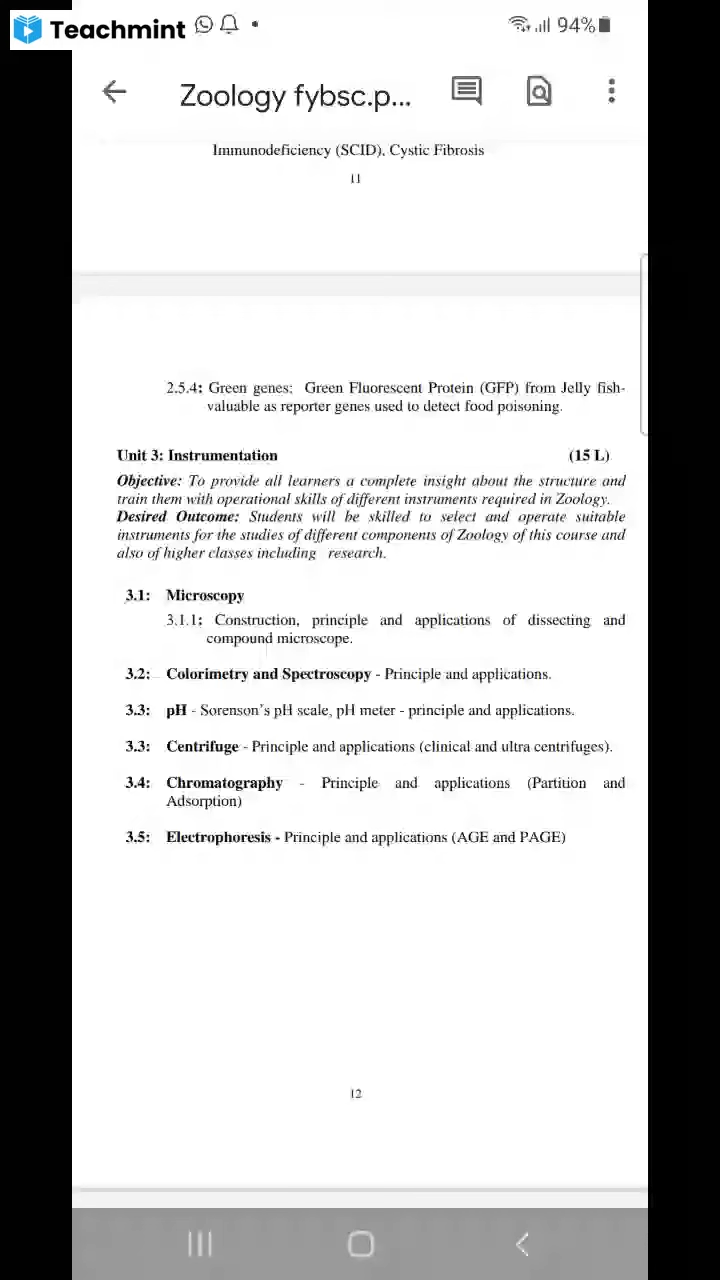 Teachmint
94%
Zoology fybsc.p...
Immunodeficiency (SCID), Cystic Fibrosis
11
2.5.4: Green genes: Green Fluorescent Protein (GFP) from Jelly fish-
valuable as reporter genes used to detect food poisoning.
Unit 3: Instrumentation (15 L)
Objective: To provide all learners a complete insight about the structure and
train them with operational skills of different instruments required in Zoology.
Desired Outcome: Students will be skilled to select and operate suitable
instruments for the studies of different components of Zoology of this course and
also of higher classes including research.
3.1: Microscopy
3.1.1: Construction, principle and applications of dissecting and
compound microscope.
3.2: Colorimetry and Spectroscopy - Principle and applications.
3.3: pH - Sorenson's pH scale, pH meter - principle and applications.
3.3: Centrifuge - Principle and applications (clinical and ultra centrifuges).
3.4: Chromatography - Principle and applications (Partition and
Adsorption)
3.5: Electrophoresis - Principle and applications (AGE and PAGE)
12